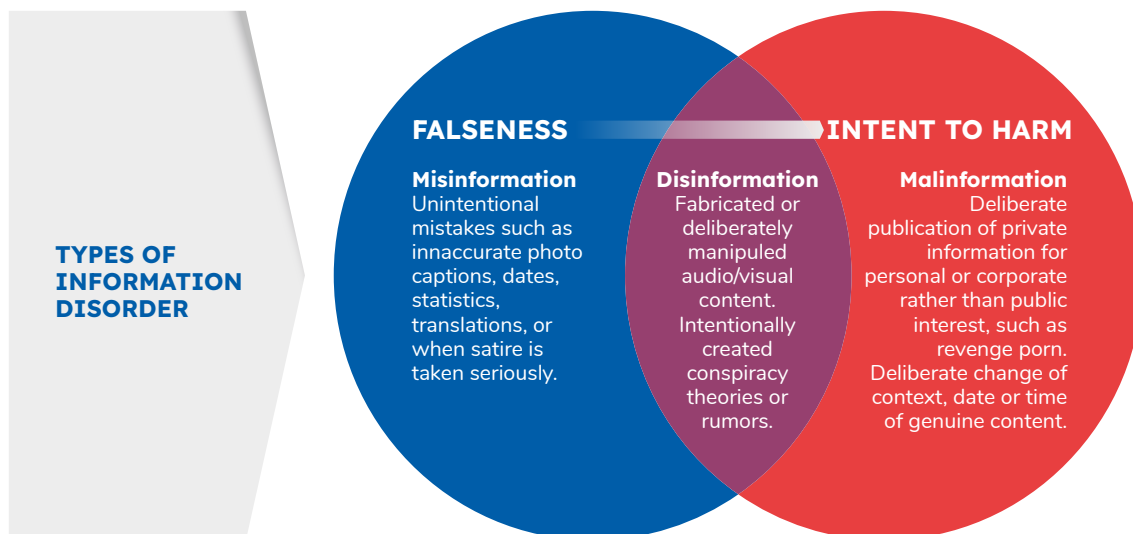 TYPES OF
INFORMATION
DISORDER
FALSENESS
INTENT TO HARM
Misinformation
Unintentional
mistakes such as
innaccurate photo
captions, dates,
statistics,
translations, or
when satire is
taken seriously.
Disinformation
Fabricated or
deliberately
manipuled
audio/visual
content.
Intentionally
created
conspiracy
theories or
rumors.
Malinformation
Deliberate
publication of private
information for
personal or corporate
rather than public
interest, such as
revenge porn.
Deliberate change of
context, date or time
of genuine content.